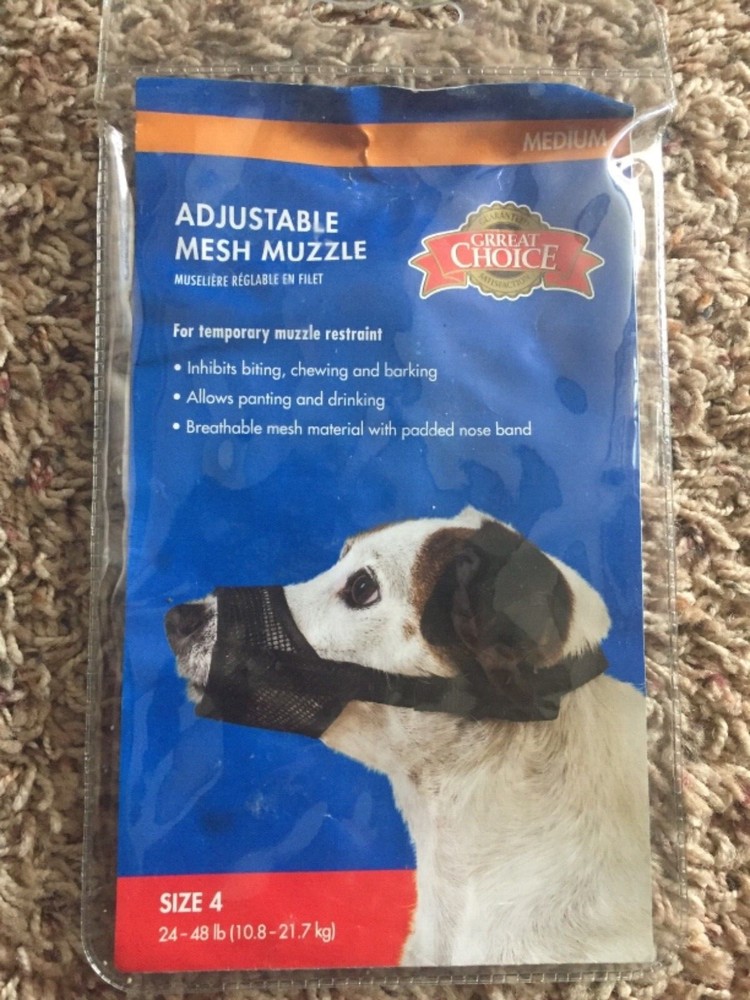 MEDIUM
ADJUSTABLE
MESH MUZZLE
MUSELIÈRE RÉGLABLE EN FILET
GUARANTEED
GRREAT
CHOICE
SATISFACTION
For temporary muzzle restraint
• Inhibits biting, chewing and barking
• Allows panting and drinking
• Breathable mesh material with padded nose band
SIZE 4
24-48 lb (10.8-21.7 kg)